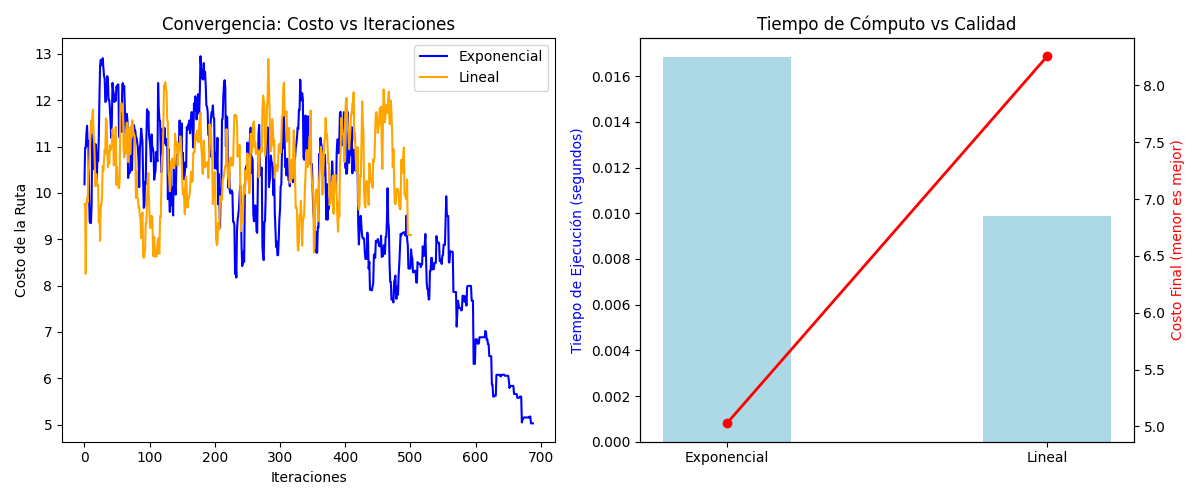 Convergencia: Costo vs Iteraciones
Exponencial
Lineal
13
12
11
10
9
8
7
6
5
Costo de la Ruta
0 100 200 300 400 500 600 700
Iteraciones
Tiempo de Cómputo vs Calidad
0.016
0.014
0.012
0.010
0.008
0.006
0.004
0.002
0.000
Tiempo de Ejecución (segundos)
8.0
7.5
7.0
6.5
6.0
5.5
5.0
Costo Final (menor es mejor)
Exponencial Lineal